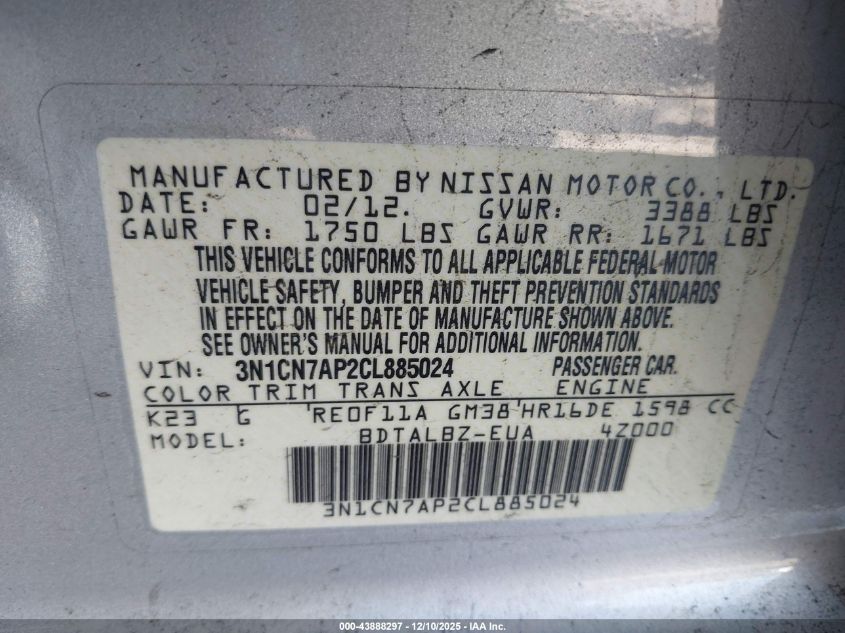 MANUFACTURED BY NISSAN MOTOR CO., LTD.
DATE: 02/12. GVWR: 3388 LBS
GAWR FR: 1750 LBS GAWR RR: 1671 LBS
THIS VEHICLE CONFORMS TO ALL APPLICABLE FEDERAL MOTOR
VEHICLE SAFETY, BUMPER AND THEFT PREVENTION STANDARDS
IN EFFECT ON THE DATE OF MANUFACTURE SHOWN ABOVE.
SEE OWNER'S MANUAL FOR ADDITIONAL INFORMATION.
VIN: 3N1CN7AP2CL885024 PASSENGER CAR.
COLOR TRIM TRANS AXLE ENGINE
K23 G RE0F11A GM38 HR16DE 1598 CC
MODEL: BDTALBZ-EUA 4Z000
3N1CN7AP2CL885024
000-43888297 - 12/10/2025 - IAA Inc.